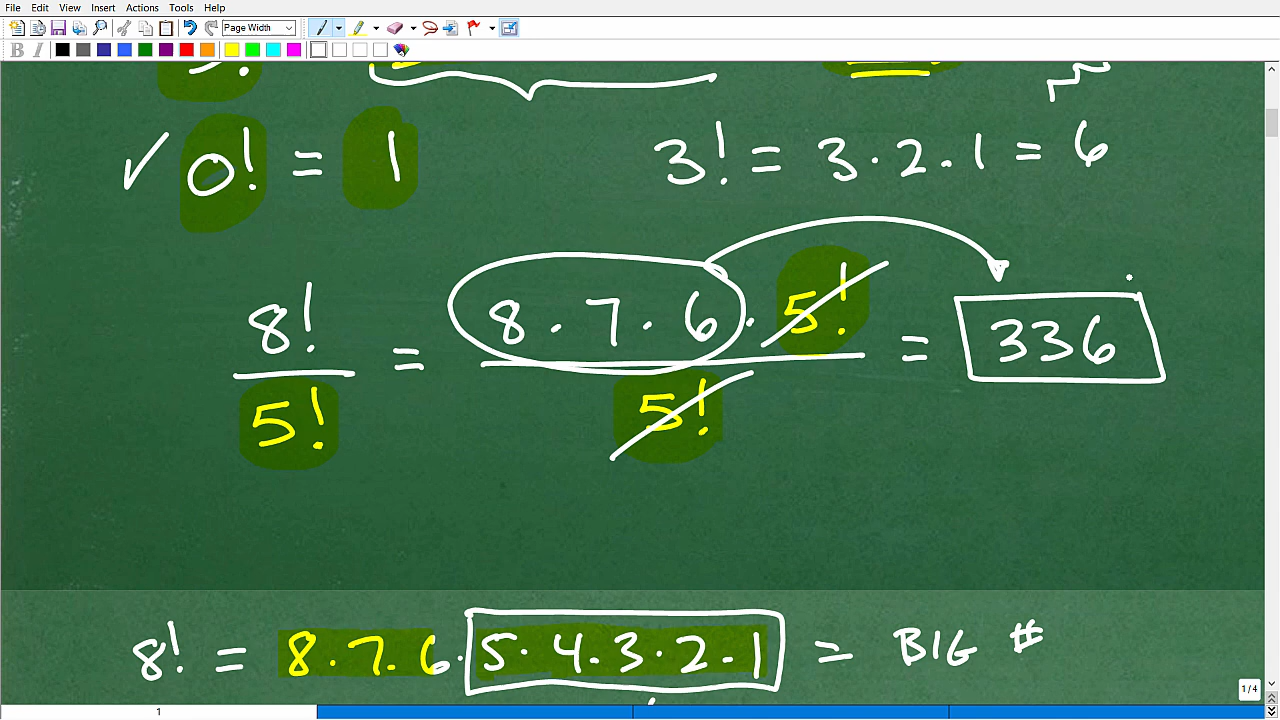 File Edit View Insert Actions Tools Help
Page Width
B I
✓ 0! = 1
3! = 3·2·1 = 6
8! / 5! = 8·7·6·5! / 5! = 336
8! = 8·7·6·5·4·3·2·1 = BIG #
1/4
1